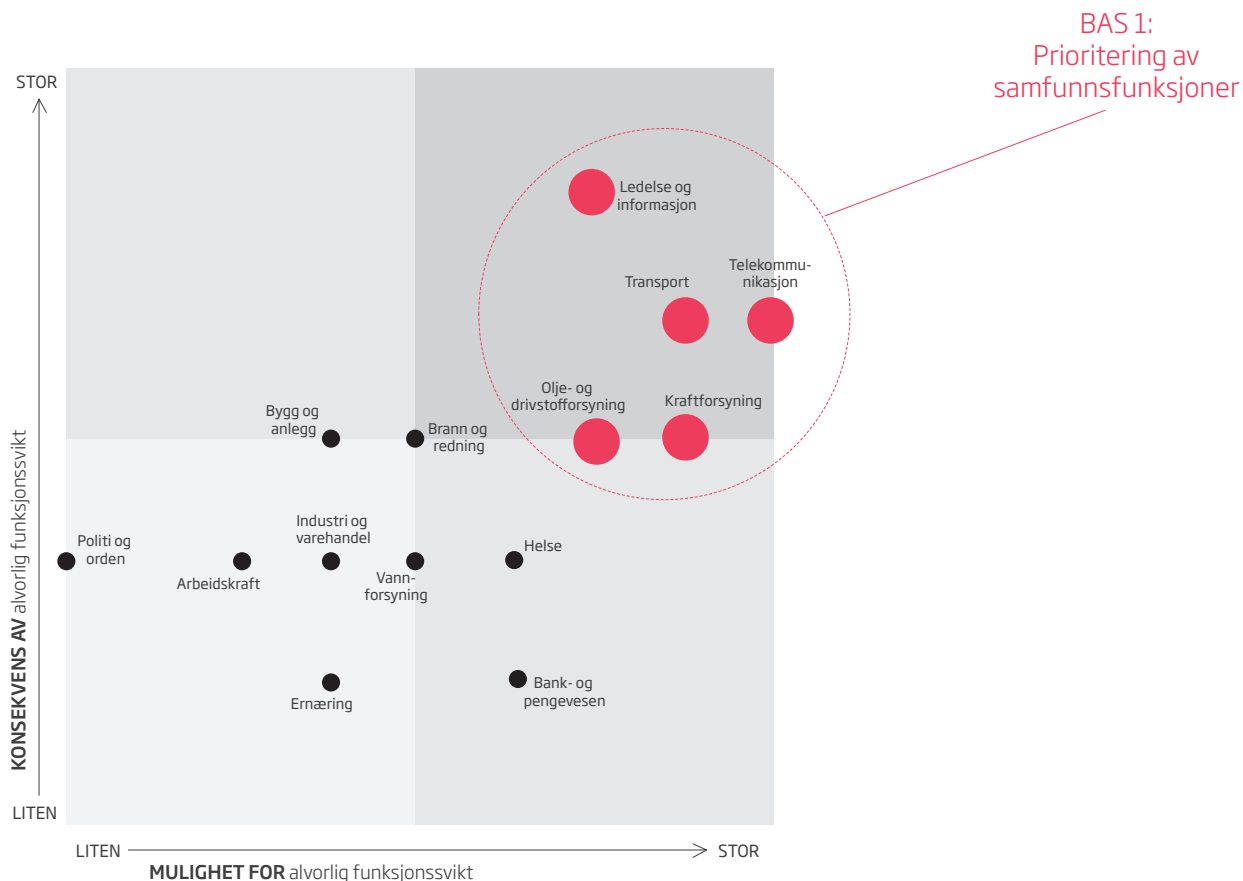 BAS 1:
Prioritering av
samfunnsfunksjoner
STOR
KONSEKVENS AV alvorlig funksjonssvikt
LITEN
Ledelse og
informasjon
Transport
Telekommu-
nikasjon
Olje- og
drivstofforsyning
Kraftforsyning
Bygg og
anlegg
Brann og
redning
Politi og
orden
Arbeidskraft
Industri og
varehandel
Vann-
forsyning
Helse
Ernæring
Bank- og
pengevesen
LITEN
STOR
MULIGHET FOR alvorlig funksjonssvikt